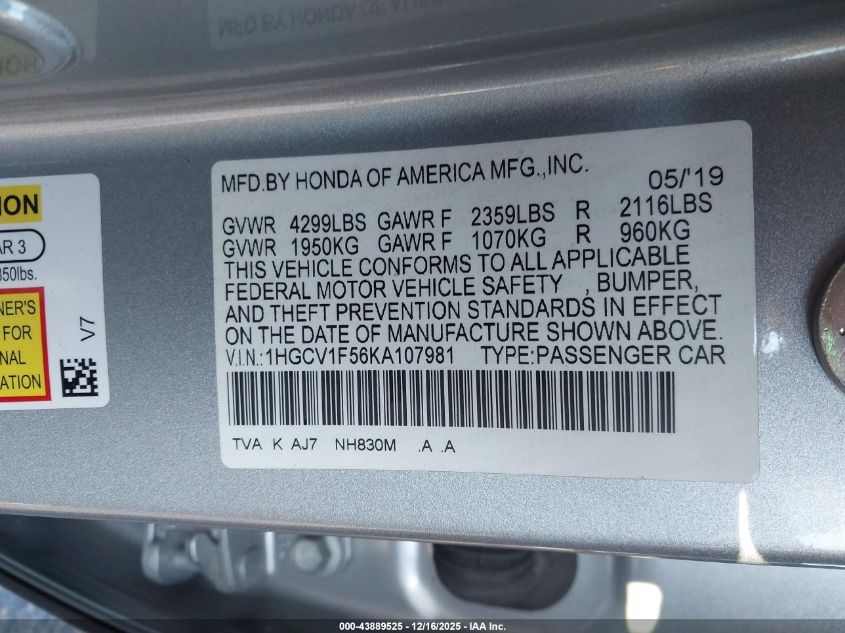 MFD.BY HONDA OF AMERICA MFG.,INC. 05/'19
GVWR 4299LBS GAWR F 2359LBS R 2116LBS
GVWR 1950KG GAWR F 1070KG R 960KG
THIS VEHICLE CONFORMS TO ALL APPLICABLE
FEDERAL MOTOR VEHICLE SAFETY , BUMPER,
AND THEFT PREVENTION STANDARDS IN EFFECT
ON THE DATE OF MANUFACTURE SHOWN ABOVE.
V.I.N.:1HGCV1F56KA107981 TYPE:PASSENGER CAR
TVA K AJ7 NH830M .A .A
ION
AR 3
350lbs.
NER'S
FOR
NAL
ATION
V7
000-43889525 - 12/16/2025 - IAA Inc.